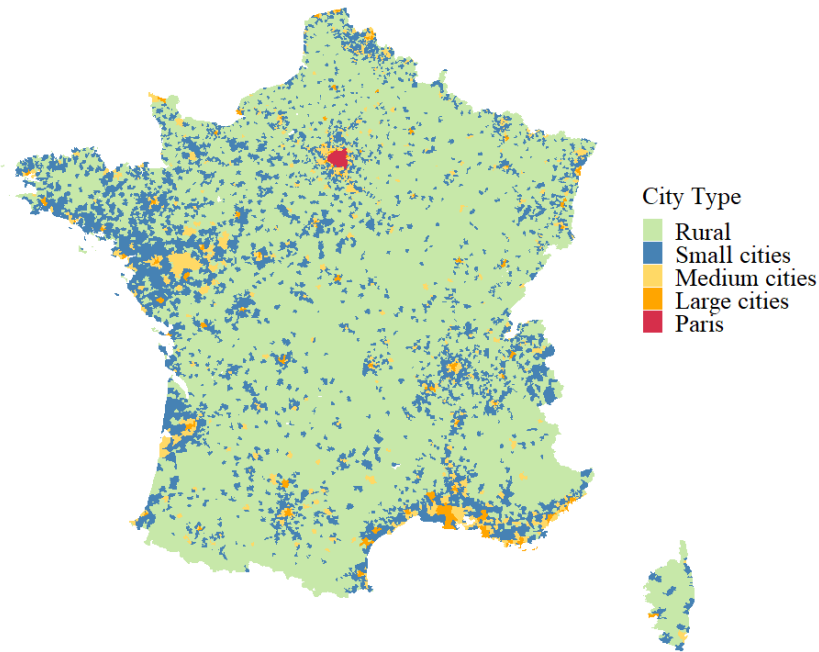 City Type
Rural
Small cities
Medium cities
Large cities
Paris